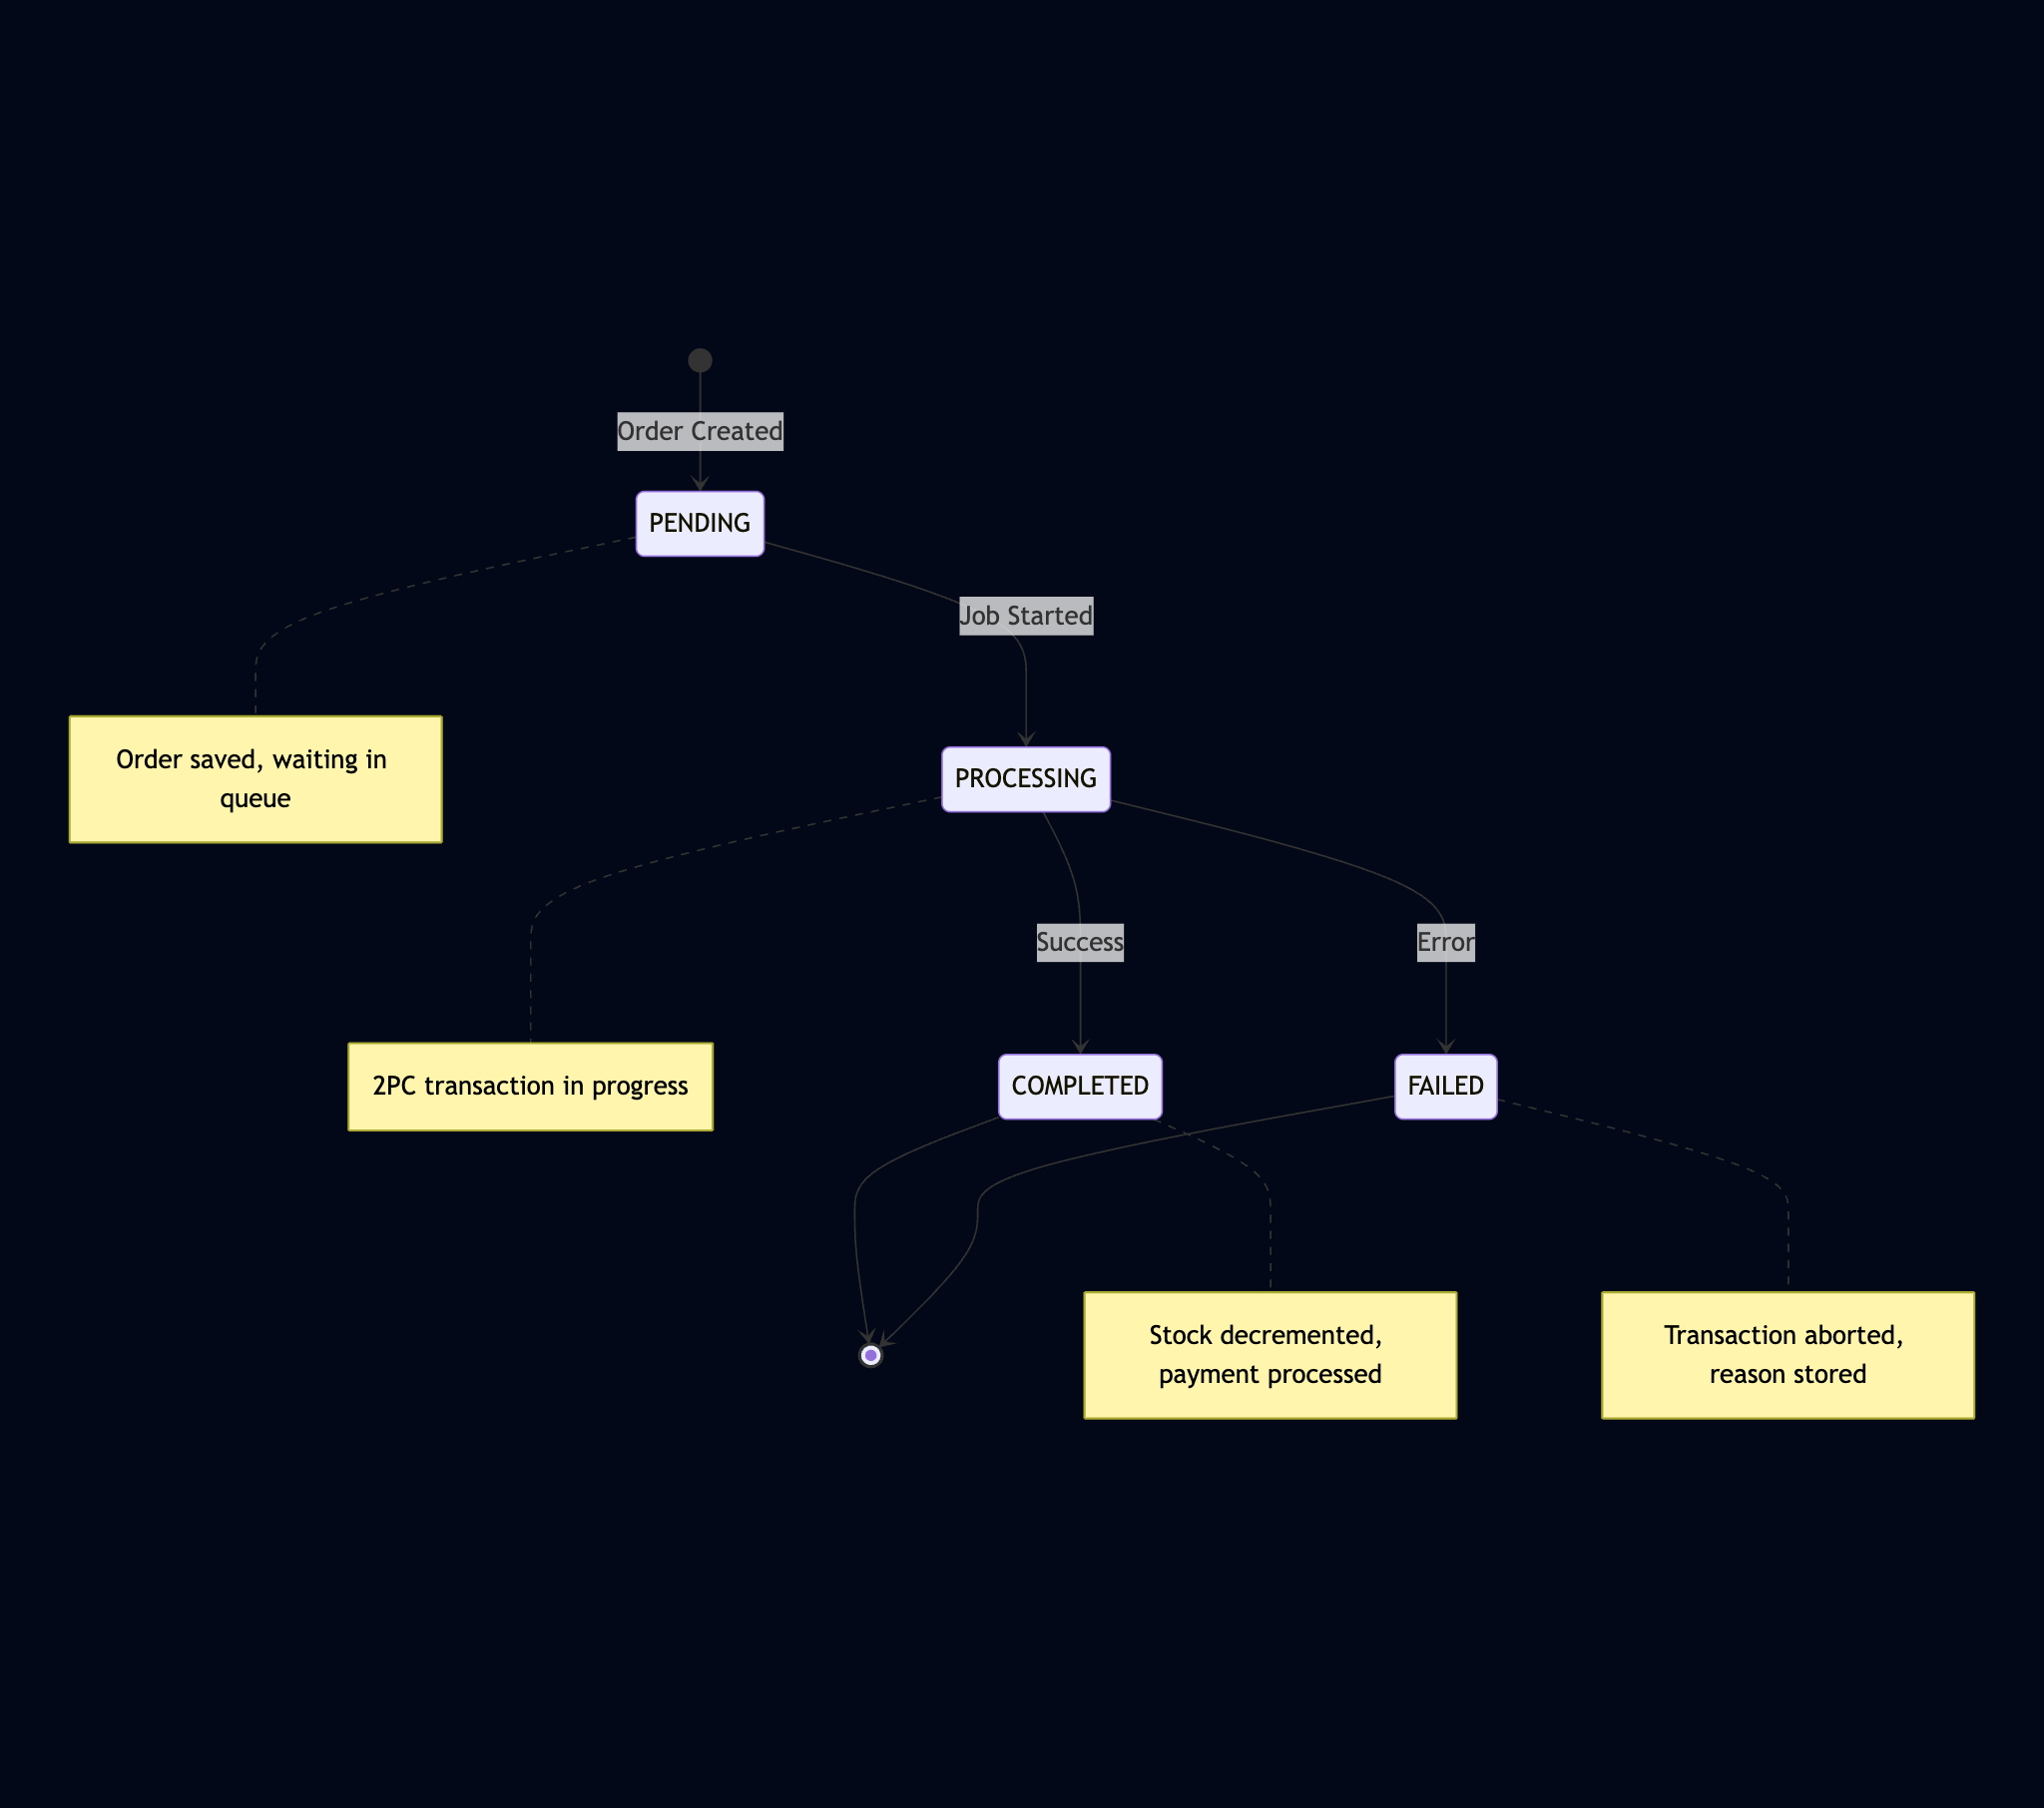 Order Created
PENDING
Job Started
Order saved, waiting in
queue
PROCESSING
Success
Error
2PC transaction in progress
COMPLETED
FAILED
Stock decremented,
payment processed
Transaction aborted,
reason stored